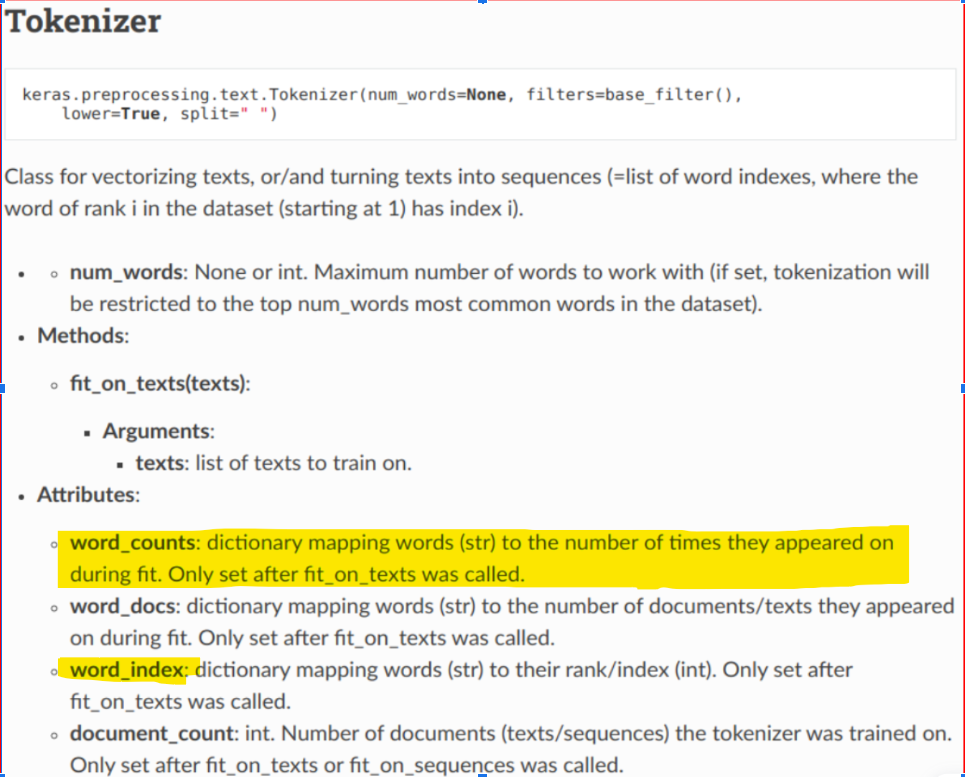 Tokenizer
keras.preprocessing.text.Tokenizer(num_words=None, filters=base_filter(),
lower=True, split=" ")
Class for vectorizing texts, or/and turning texts into sequences (=list of word indexes, where the
word of rank i in the dataset (starting at 1) has index i).
num_words: None or int. Maximum number of words to work with (if set, tokenization will
be restricted to the top num_words most common words in the dataset).
Methods:
fit_on_texts(texts):
Arguments:
texts: list of texts to train on.
Attributes:
word_counts: dictionary mapping words (str) to the number of times they appeared on
during fit. Only set after fit_on_texts was called.
word_docs: dictionary mapping words (str) to the number of documents/texts they appeared
on during fit. Only set after fit_on_texts was called.
word_index: dictionary mapping words (str) to their rank/index (int). Only set after
fit_on_texts was called.
document_count: int. Number of documents (texts/sequences) the tokenizer was trained on.
Only set after fit_on_texts or fit_on_sequences was called.